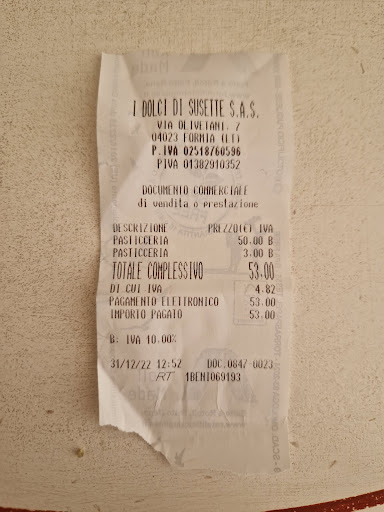 I DOLCI DI SUSETTE S.A.S.
VIA OLIVETANI, 7
04023 FORMIA (LT)
P.IVA 02518760596
PIVA 01382910352
DOCUMENTO COMMERCIALE
di vendita o prestazione
DESCRIZIONE PREZZO(€) IVA
PASTICCERIA 50.00 B
PASTICCERIA 3.00 B
TOTALE COMPLESSIVO 53.00
DI CUI IVA 4.82
PAGAMENTO ELETTRONICO 53.00
IMPORTO PAGATO 53.00
B: IVA 10.00%
31/12/22 12:52 DOC.0847-0023
RT 1BENI069193